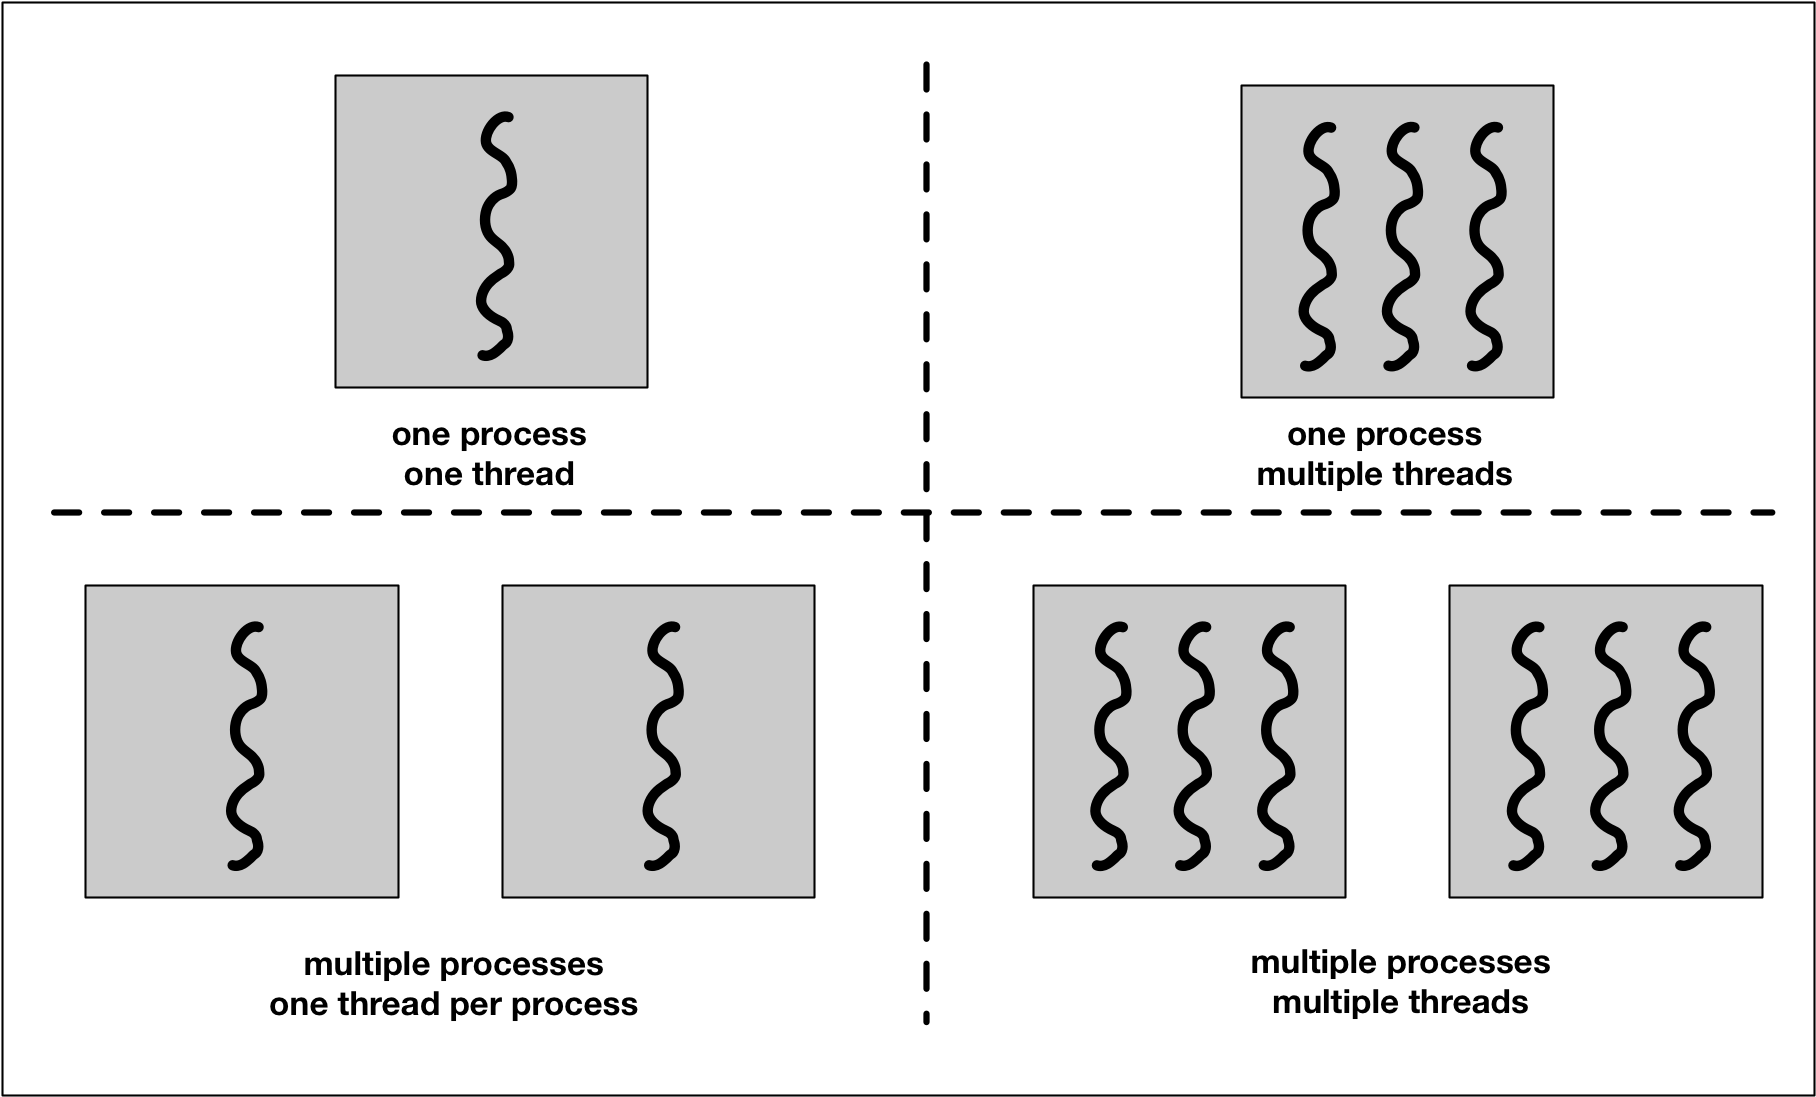 one process
one thread
one process
multiple threads
multiple processes
one thread per process
multiple processes
multiple threads